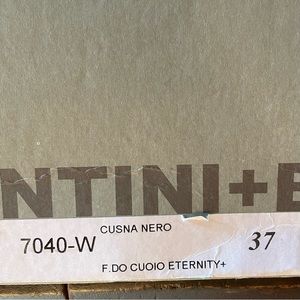 NTINI+B
CUSNA NERO
7040-W 37
F.DO CUOIO ETERNITY+